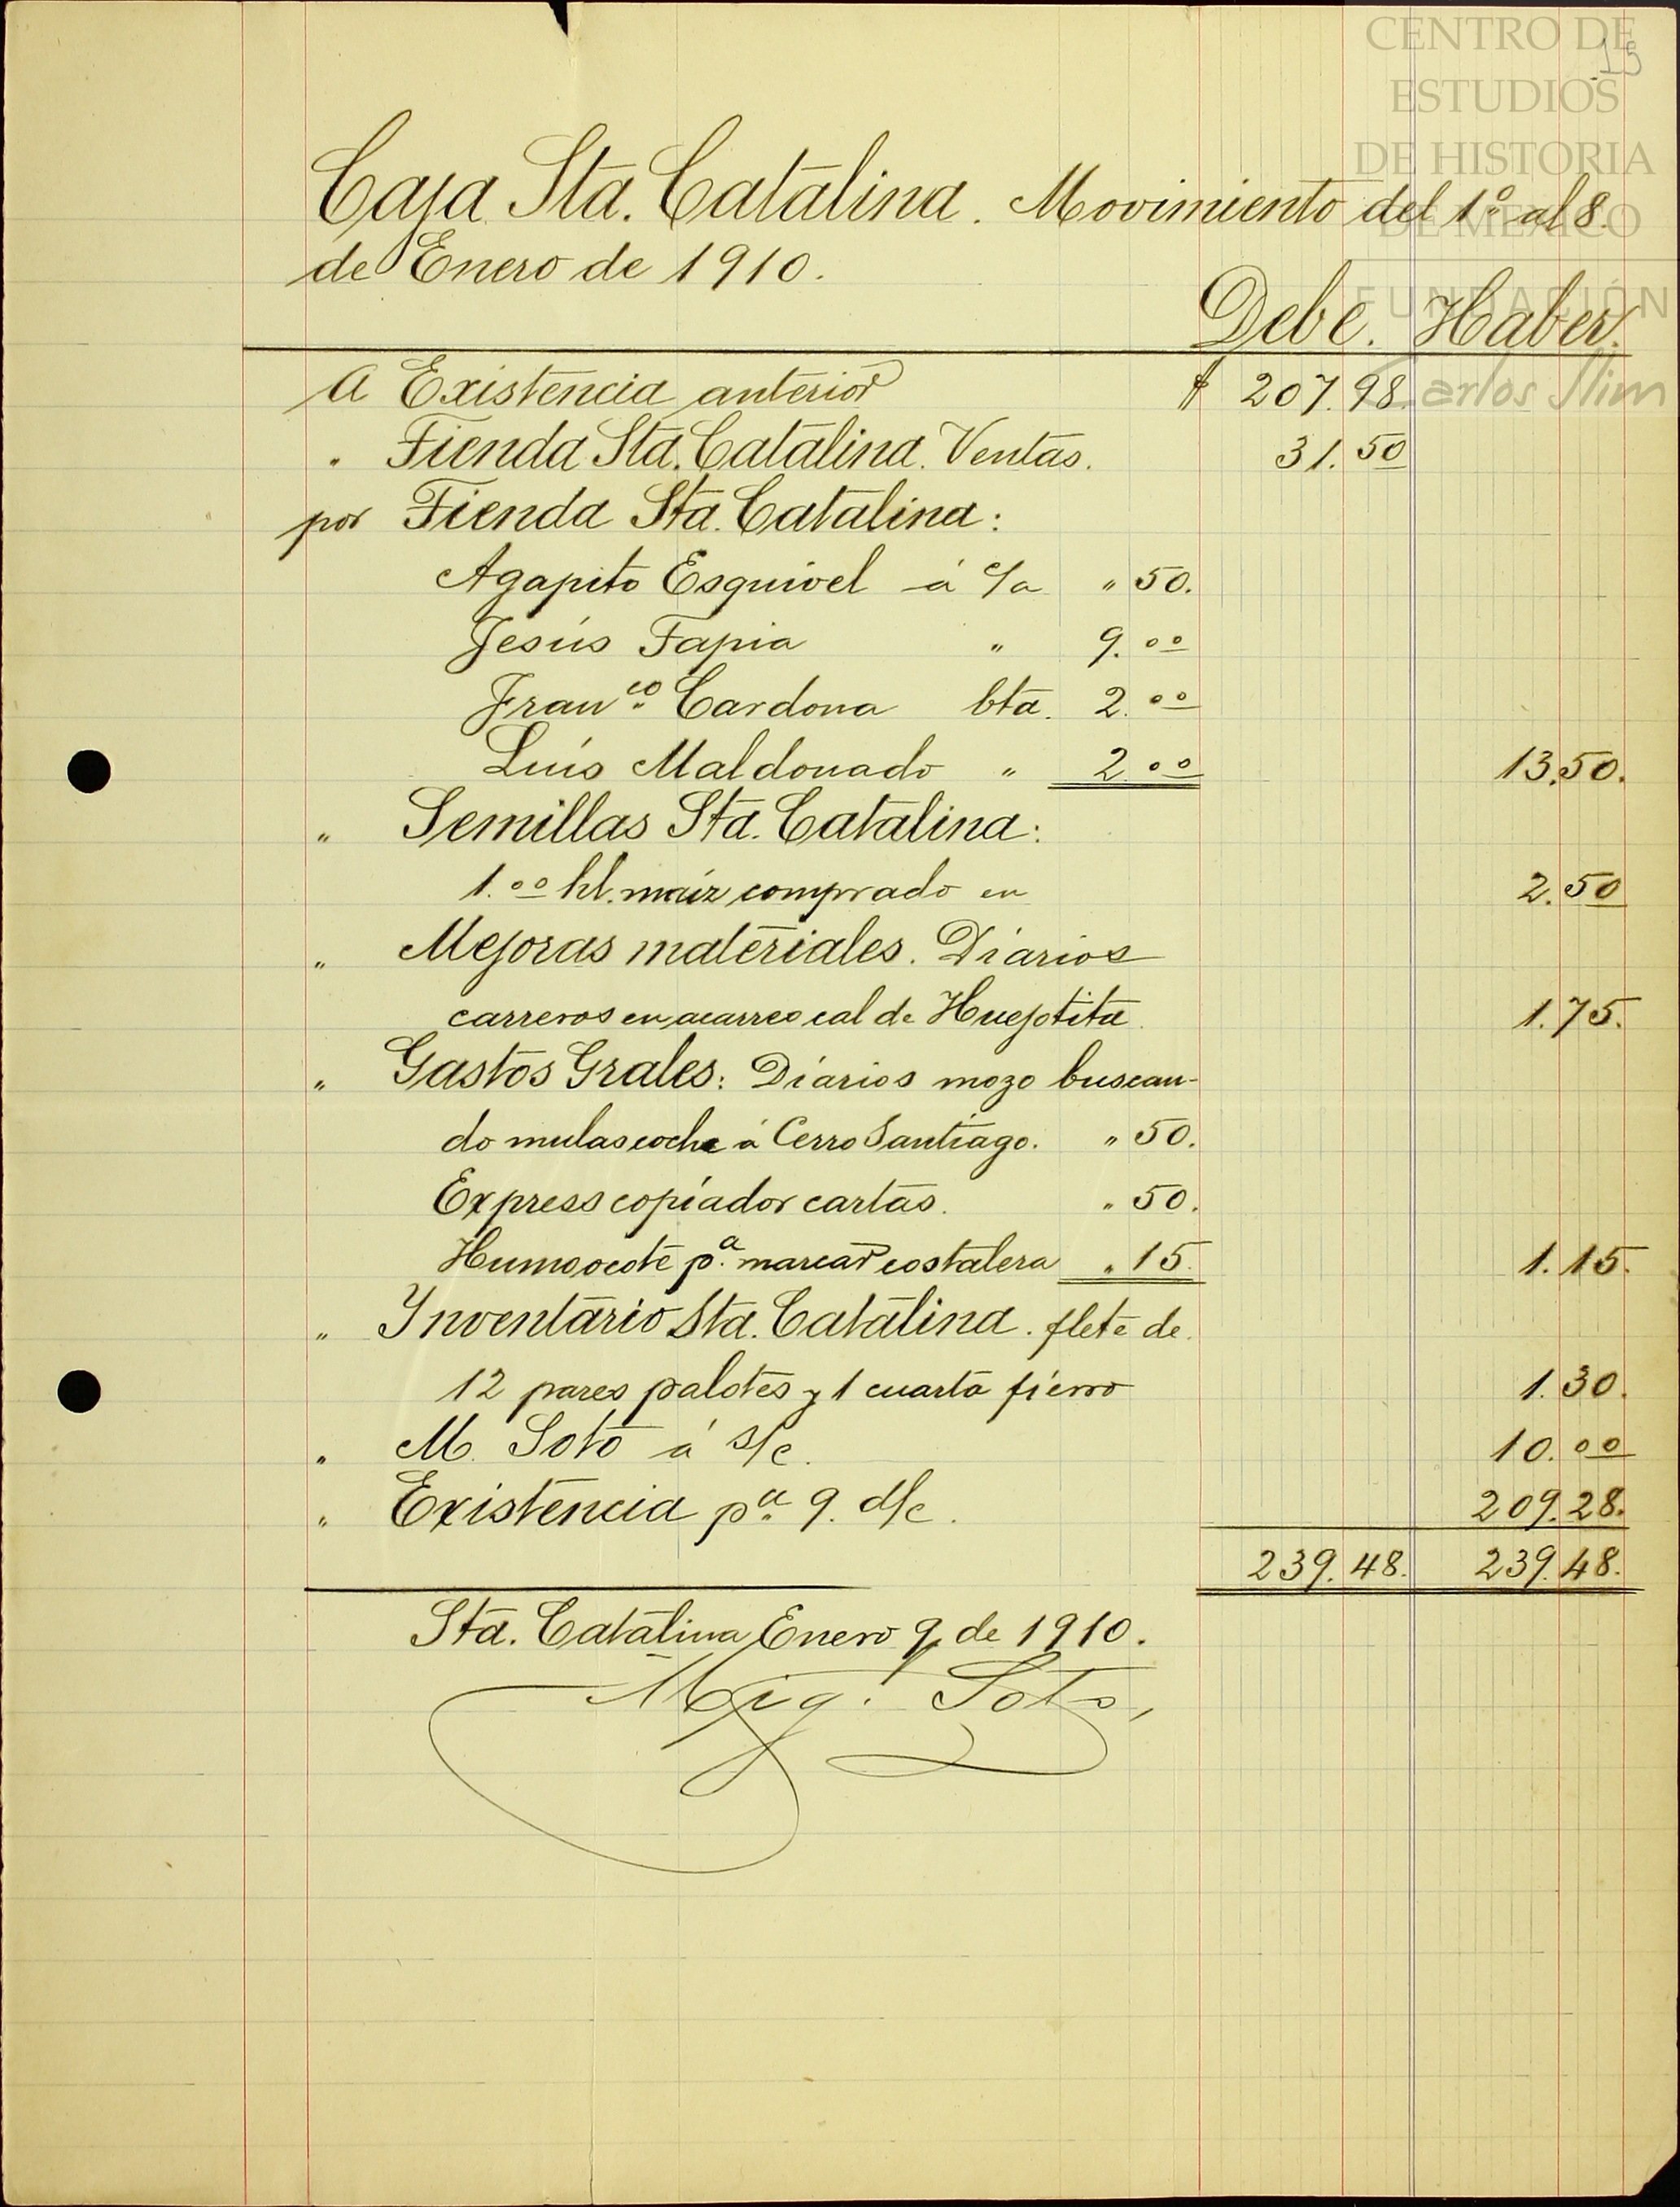 CENTRO DE
ESTUDIOS
DE HISTORIA
DE MEXICO
FUNDACIÓN
Carlos Slim
15
Caja Sta. Catalina. Movimiento del 1º al 8.
de Enero de 1910.
Debe. Haber.
A Existencia anterior $ 207.98.
" Tienda Sta. Catalina. Ventas. 31.50
por Tienda Sta. Catalina:
Agapito Esquivel á c/a " 50.
Jesús Tapia " 9.00
Franco. Cardona bta. 2.00
Luis Maldonado " 2.00 13.50.
" Semillas Sta. Catalina:
1.00 hl. maíz comprado en 2.50
" Mejoras materiales. Diarios
carreros en acarreo cal de Huejotita. 1.75.
" Gastos Grales: Diarios mozo buscan-
do mulas coche á Cerro Santiago. " 50.
Express copiador cartas. " 50.
Humo ocote pa. marcar costalera " 15. 1.15.
" Inventario Sta. Catalina. flete de.
12 pares palotes y 1 cuarta fierro 1.30.
" M. Soto á s/c. 10.00
" Existencia pa. 9. d/c. 209.28.
239.48. 239.48.
Sta. Catalina Enero 9 de 1910.
Mig. Soto,